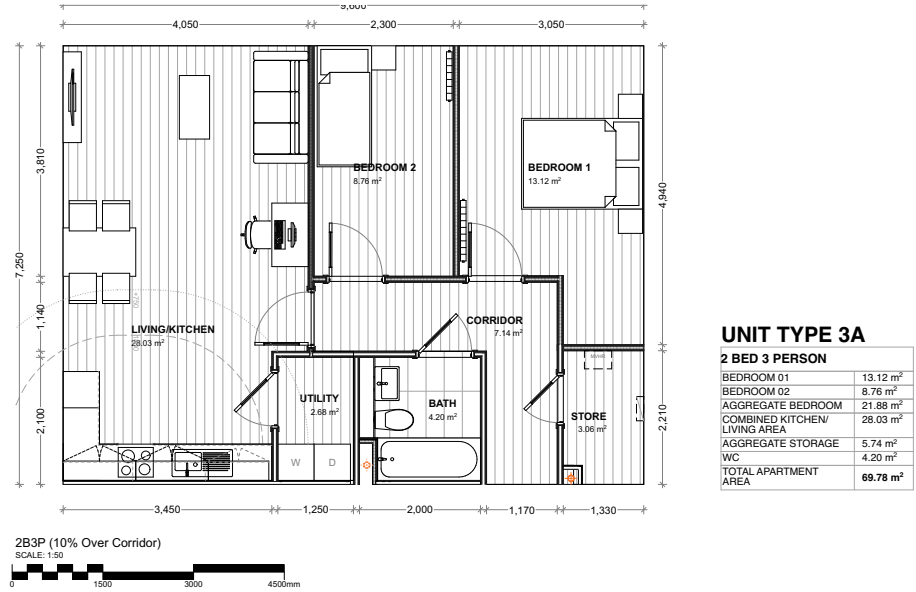 9,600
4,050
2,300
3,050
3,810
7,250
1,140
2,100
4,940
2,210
BEDROOM 2
8.76 m²
BEDROOM 1
13.12 m²
LIVING/KITCHEN
28.03 m²
CORRIDOR
7.14 m²
UTILITY
2.68 m²
BATH
4.20 m²
STORE
3.06 m²
MVHR
W
D
3,450
1,250
2,000
1,170
1,330
UNIT TYPE 3A
2 BED 3 PERSON
BEDROOM 01 13.12 m²
BEDROOM 02 8.76 m²
AGGREGATE BEDROOM 21.88 m²
COMBINED KITCHEN/ 28.03 m²
LIVING AREA
AGGREGATE STORAGE 5.74 m²
WC 4.20 m²
TOTAL APARTMENT 69.78 m²
AREA
2B3P (10% Over Corridor)
SCALE: 1:50
0 1500 3000 4500mm